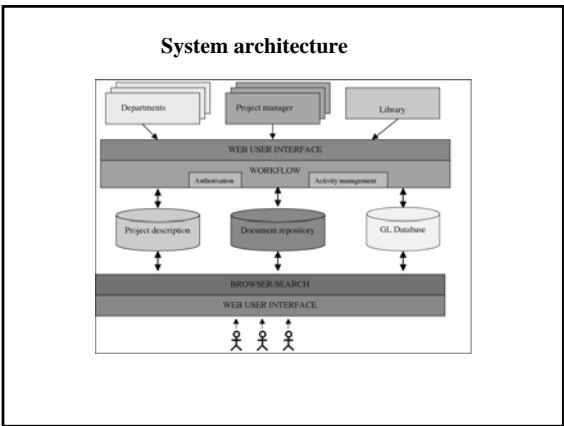 System architecture
Departments
Project manager
Library
WEB USER INTERFACE
WORKFLOW
Authorisation
Activity management
Project description
Document repository
GL Database
BROWSER/SEARCH
WEB USER INTERFACE